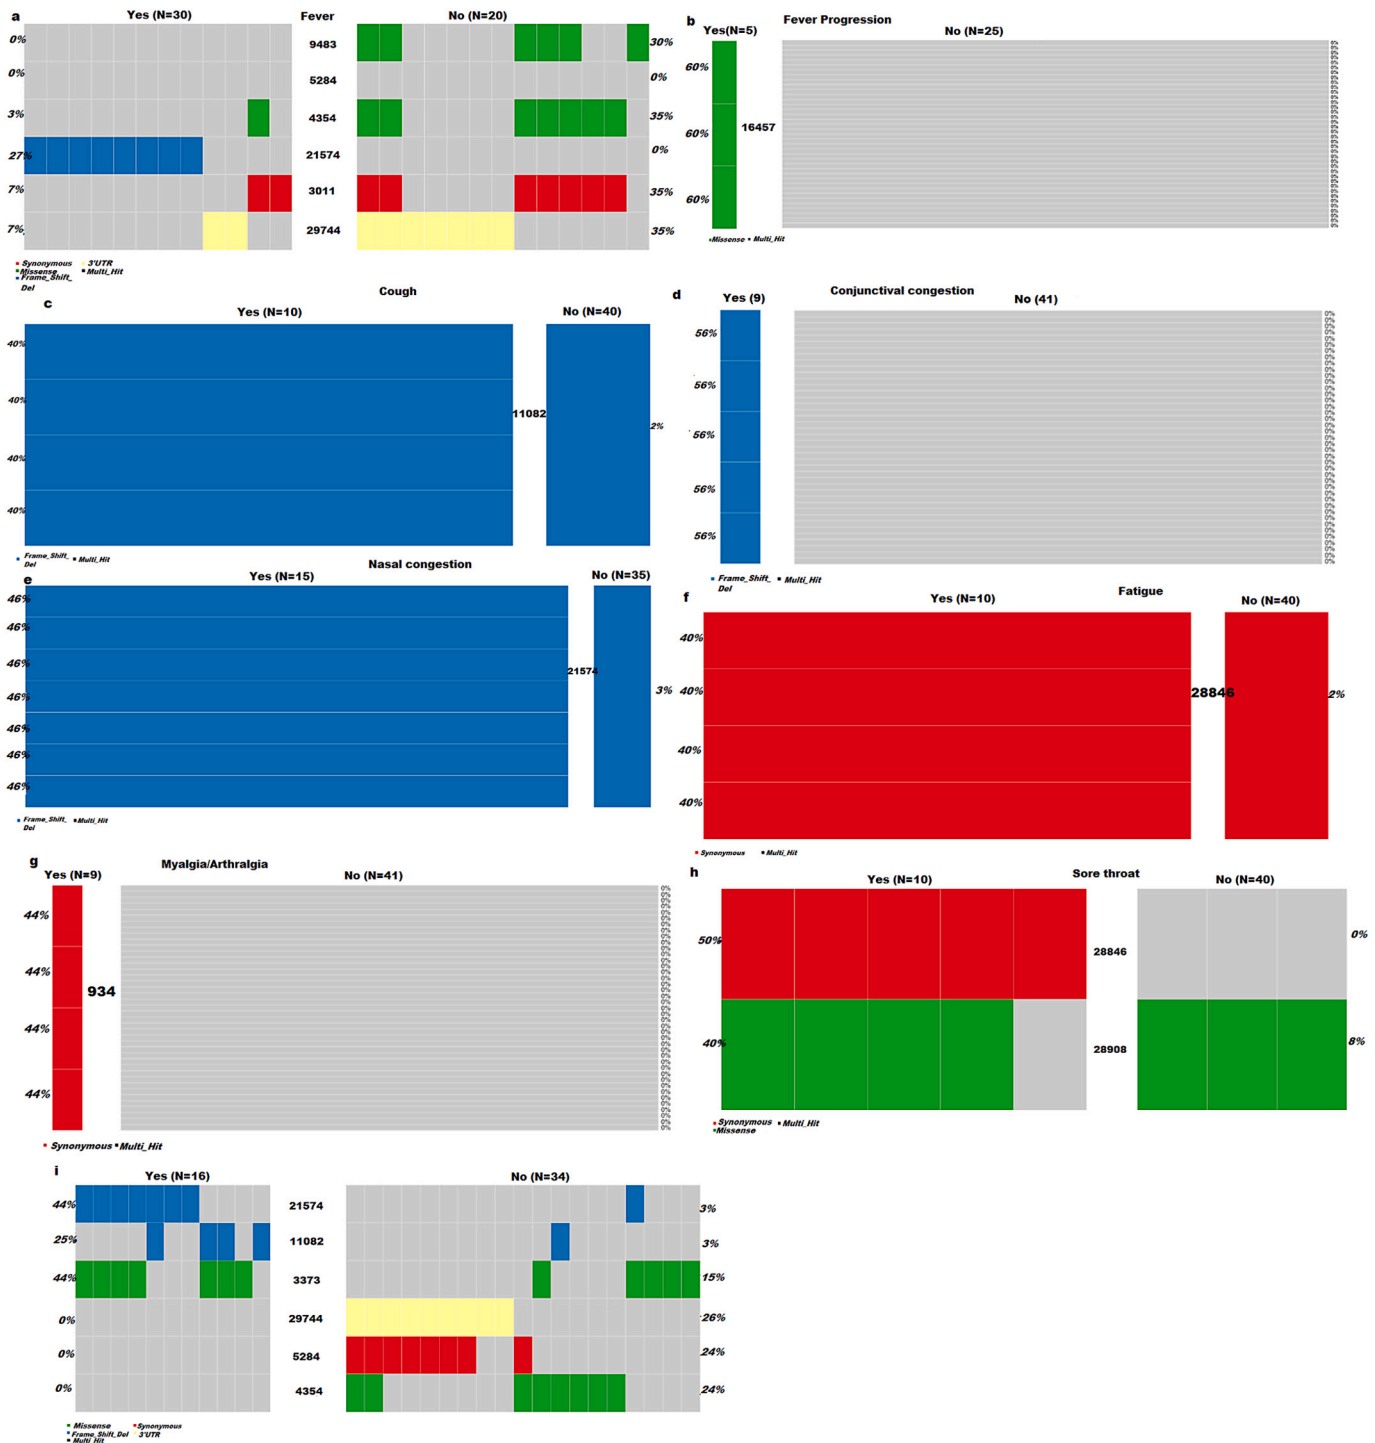 a
Yes (N=30)
Fever
No (N=20)
0%
9483
30%
0%
5284
0%
3%
4354
35%
27%
21574
0%
7%
3011
35%
7%
29744
35%
Synonymous 3'UTR
Missense Multi_Hit
Frame_Shift_
Del
b
Fever Progression
Yes(N=5)
No (N=25)
60%
60%
16457
60%
Missense Multi_Hit
c
Cough
Yes (N=10)
No (N=40)
40%
40%
11082
2%
40%
40%
Frame_Shift_ Multi_Hit
Del
d
Conjunctival congestion
Yes (9)
No (41)
56%
56%
56%
56%
56%
Frame_Shift_ Multi_Hit
Del
e
Nasal congestion
Yes (N=15)
No (N=35)
46%
46%
46%
21574
46%
3%
46%
46%
46%
Frame_Shift_ Multi_Hit
Del
f
Fatigue
Yes (N=10)
No (N=40)
40%
40%
28846
2%
40%
40%
Synonymous Multi_Hit
g
Myalgia/Arthralgia
Yes (N=9)
No (N=41)
44%
44%
934
44%
44%
Synonymous Multi_Hit
h
Sore throat
Yes (N=10)
No (N=40)
50%
28846
0%
40%
28908
8%
Synonymous Multi_Hit
Missense
i
Yes (N=16)
No (N=34)
44%
21574
3%
25%
11082
3%
44%
3373
15%
0%
29744
26%
0%
5284
24%
0%
4354
24%
Missense Synonymous
Frame_Shift_Del 3'UTR
Multi_Hit